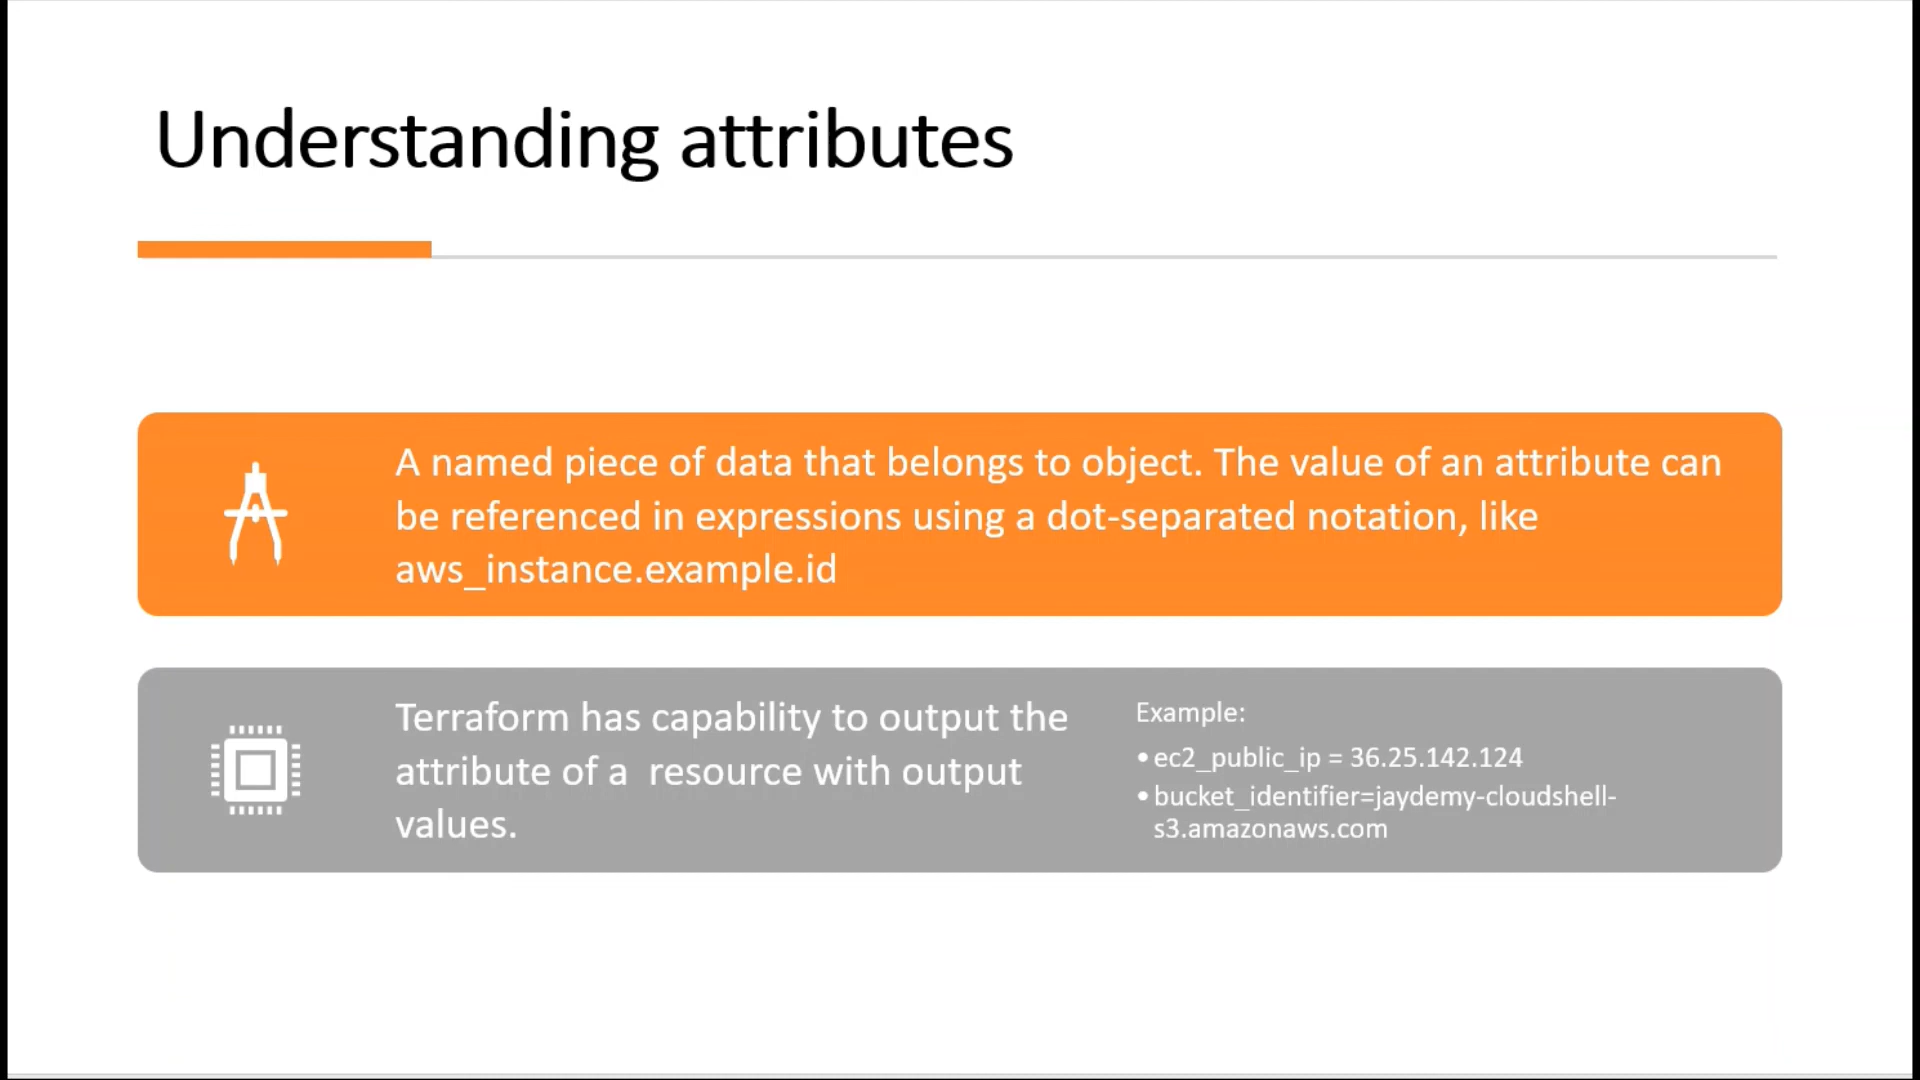 Understanding attributes
A named piece of data that belongs to object. The value of an attribute can
be referenced in expressions using a dot-separated notation, like
aws_instance.example.id
Terraform has capability to output the
attribute of a  resource with output
values.
Example:
•ec2_public_ip = 36.25.142.124
•bucket_identifier=jaydemy-cloudshell-
s3.amazonaws.com